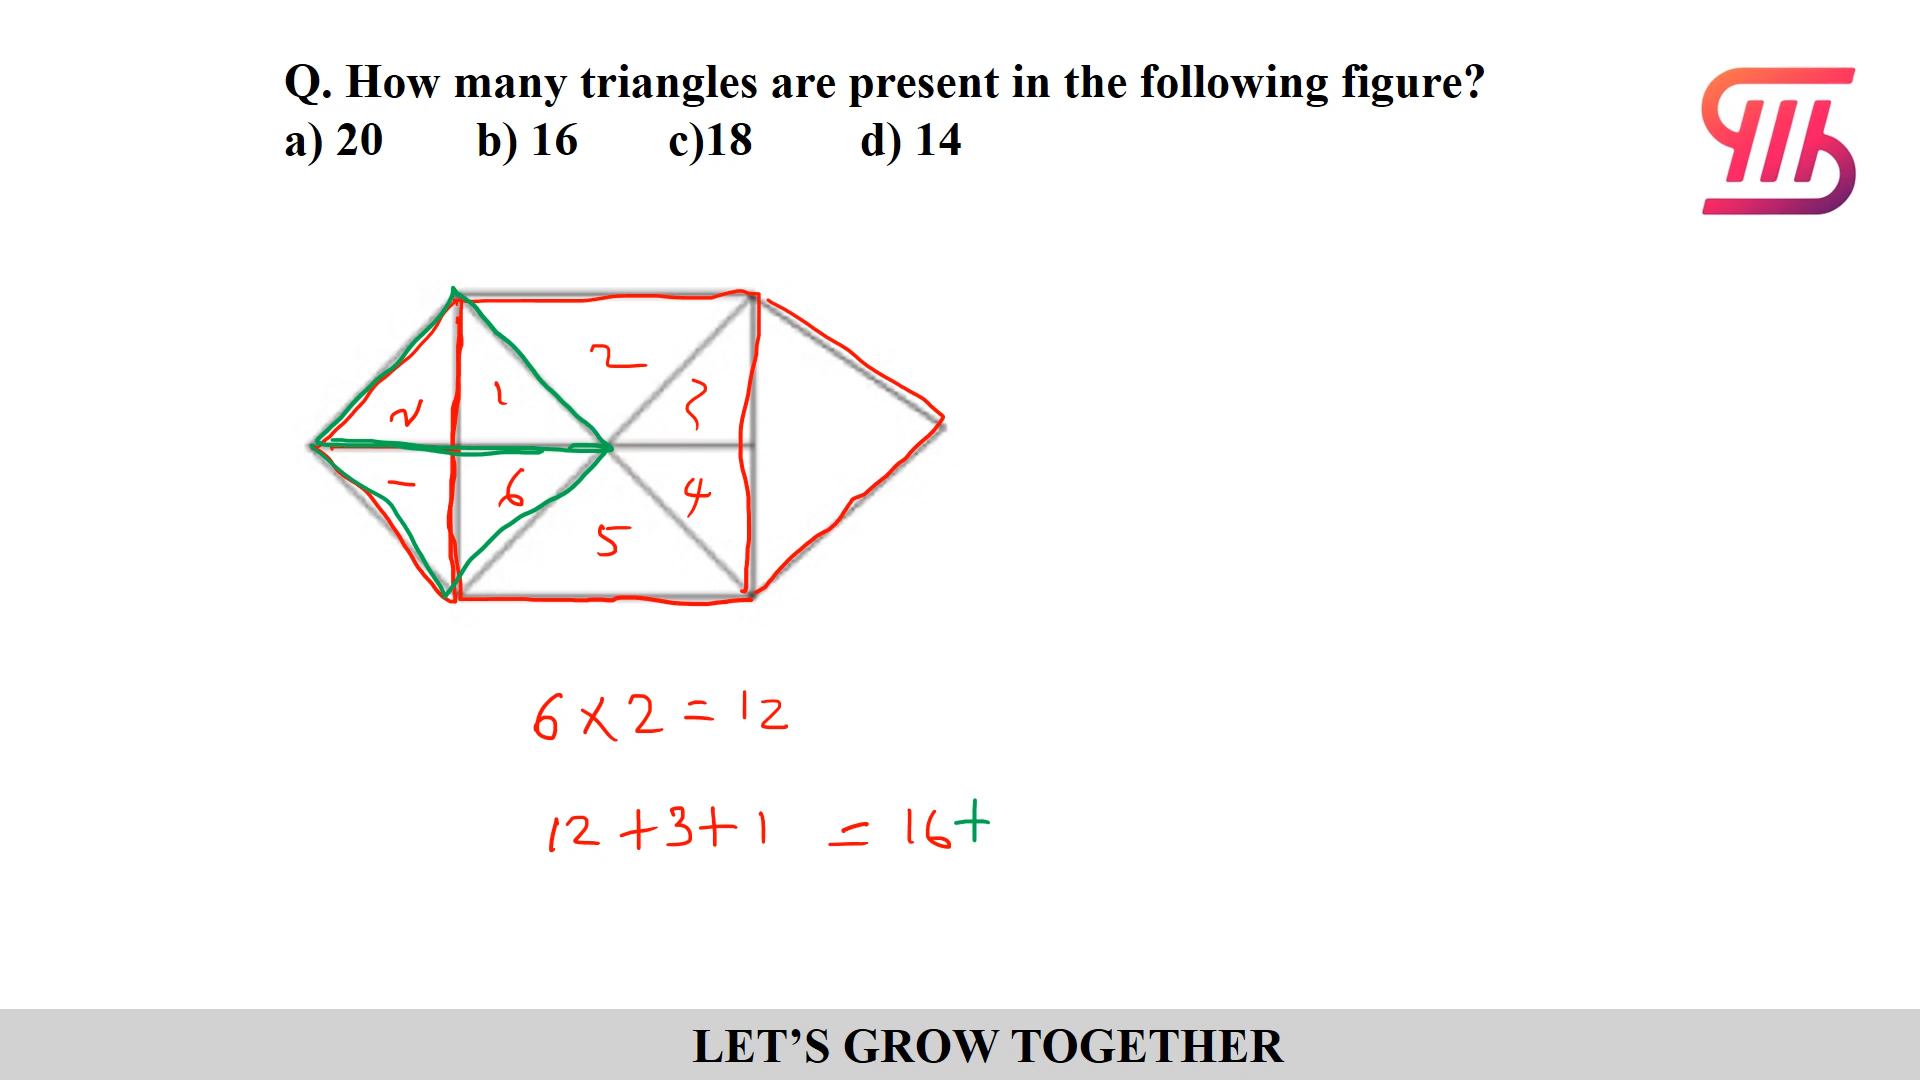 Q. How many triangles are present in the following figure?
a) 20 b) 16 c)18 d) 14
2
1
2
3
6
4
1
5
6 × 2 = 12
12 + 3 + 1 = 16 +
LET’S GROW TOGETHER